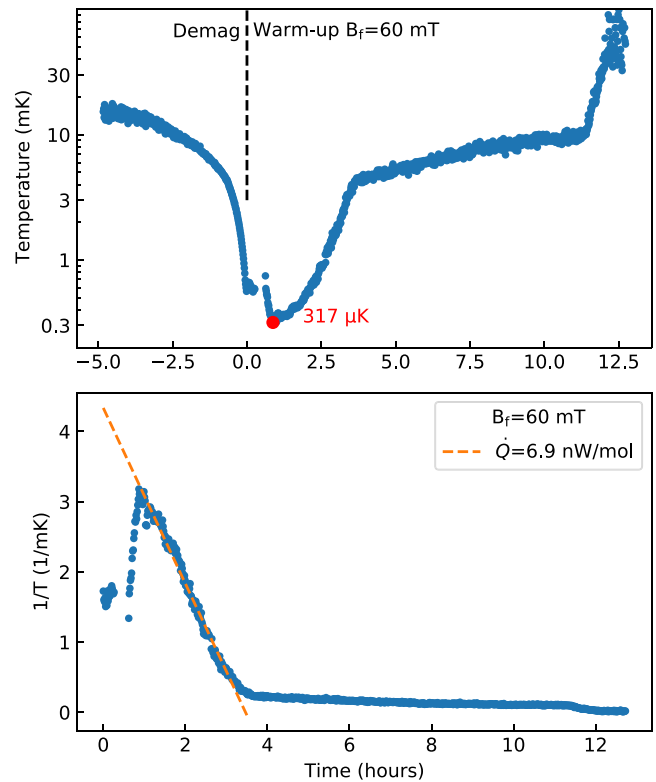 Demag Warm-up B_f=60 mT
Temperature (mK)
30
10
3
1
0.3
317 μK
−5.0 −2.5 0.0 2.5 5.0 7.5 10.0 12.5
1/T (1/mK)
4
3
2
1
0
B_f=60 mT
Q̇=6.9 nW/mol
0 2 4 6 8 10 12
Time (hours)